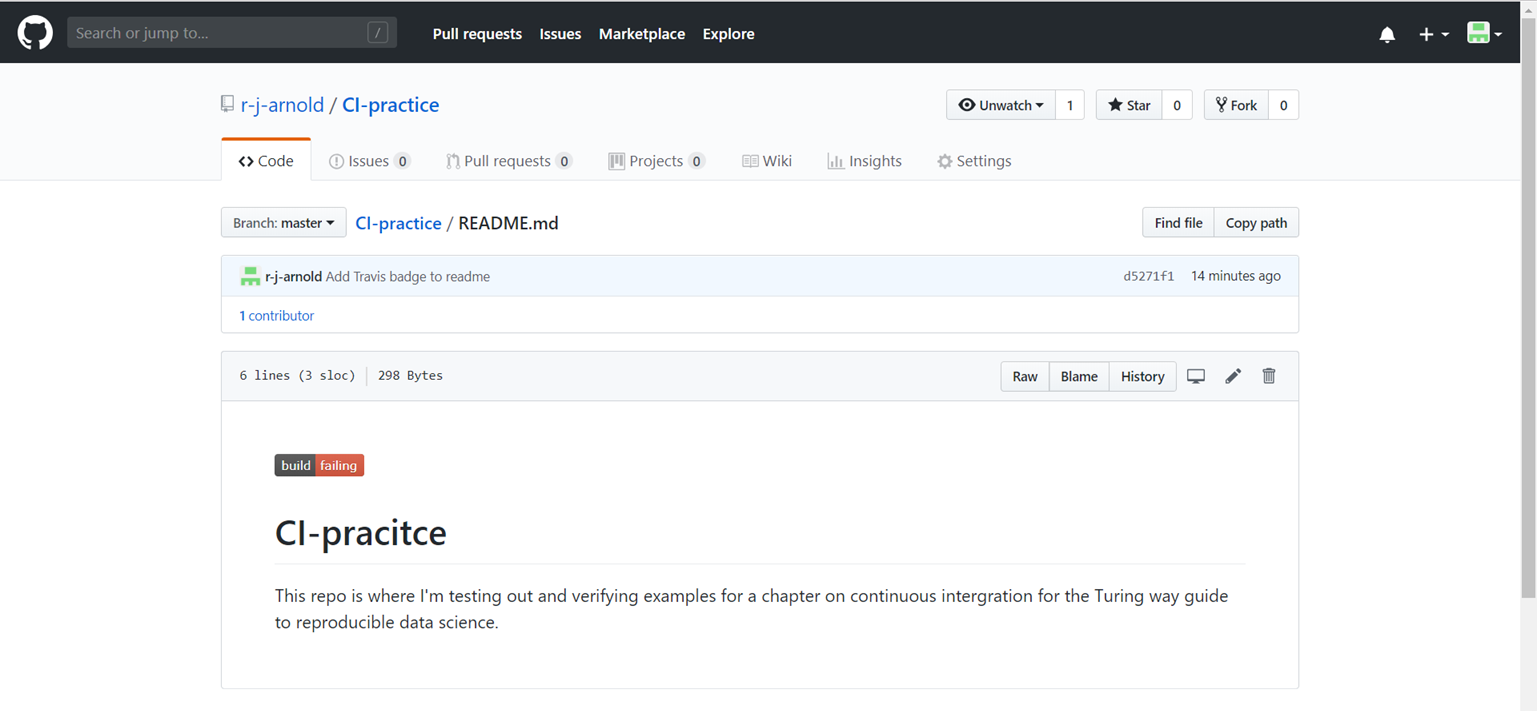 Search or jump to... /
Pull requests Issues Marketplace Explore
r-j-arnold / CI-practice
Unwatch 1 Star 0 Fork 0
Code Issues 0 Pull requests 0 Projects 0 Wiki Insights Settings
Branch: master CI-practice / README.md Find file Copy path
r-j-arnold Add Travis badge to readme d5271f1 14 minutes ago
1 contributor
6 lines (3 sloc) 298 Bytes Raw Blame History
build failing
CI-pracitce
This repo is where I'm testing out and verifying examples for a chapter on continuous intergration for the Turing way guide
to reproducible data science.